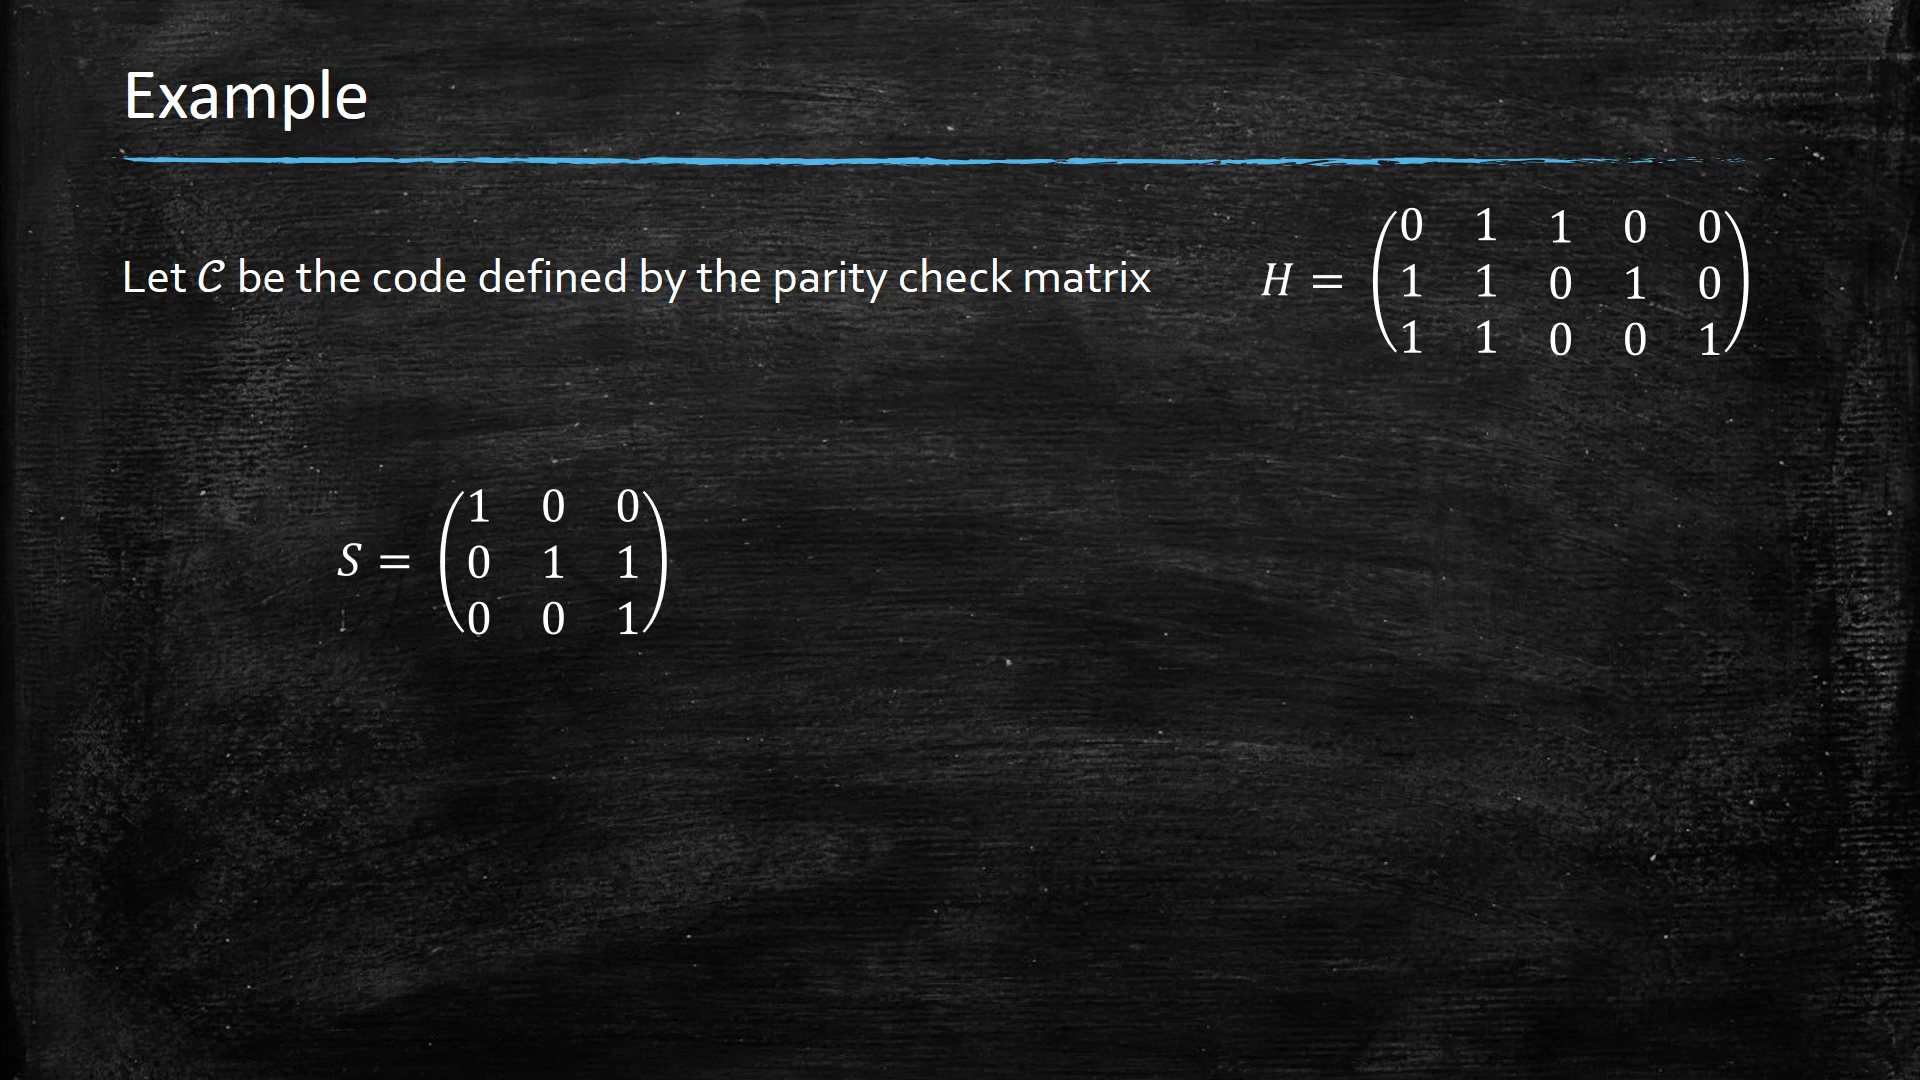 Example
Let 𝒞 be the code defined by the parity check matrix
H = (0 1 1 0 0
1 1 0 1 0
1 1 0 0 1)
S = (1 0 0
0 1 1
0 0 1)